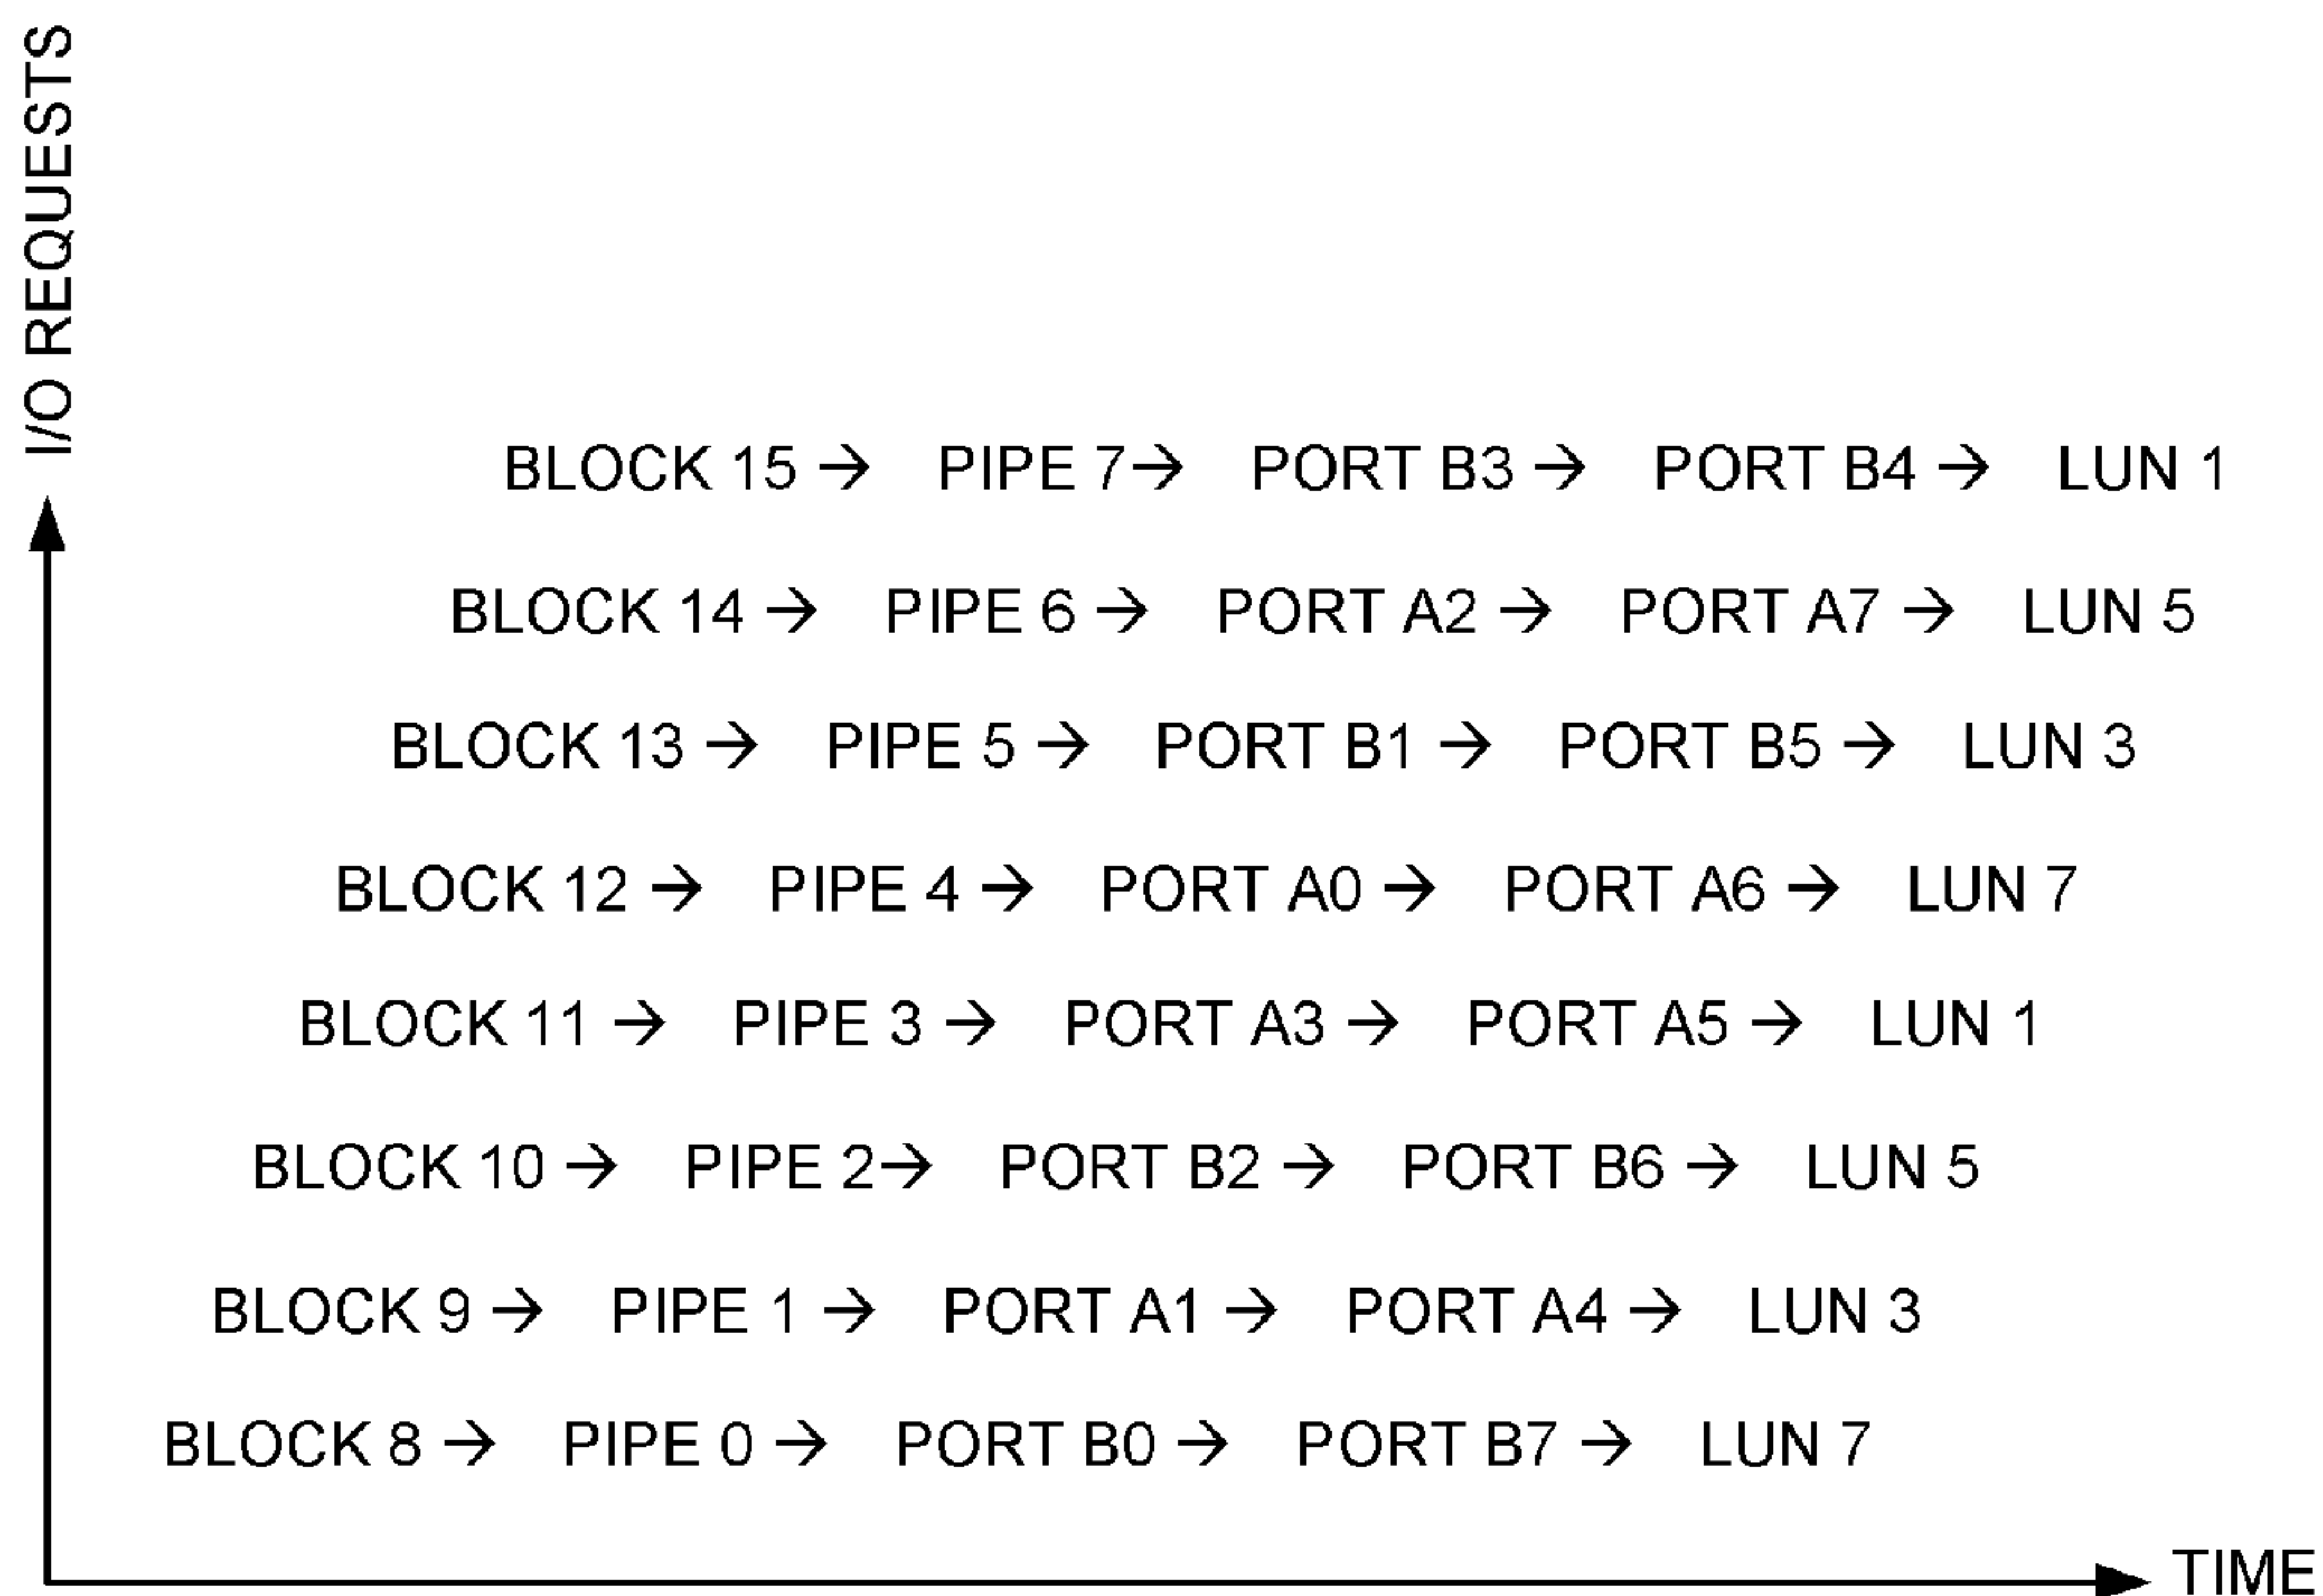 I/O REQUESTS
BLOCK 15 → PIPE 7→ PORT B3 → PORT B4 → LUN 1
BLOCK 14 → PIPE 6 → PORT A2 → PORT A7 → LUN 5
BLOCK 13 → PIPE 5 → PORT B1 → PORT B5 → LUN 3
BLOCK 12 → PIPE 4 → PORT A0 → PORT A6 → LUN 7
BLOCK 11 → PIPE 3 → PORT A3 → PORT A5 → LUN 1
BLOCK 10 → PIPE 2→ PORT B2 → PORT B6 → LUN 5
BLOCK 9 → PIPE 1 → PORT A1 → PORT A4 → LUN 3
BLOCK 8 → PIPE 0 → PORT B0 → PORT B7 → LUN 7
TIME